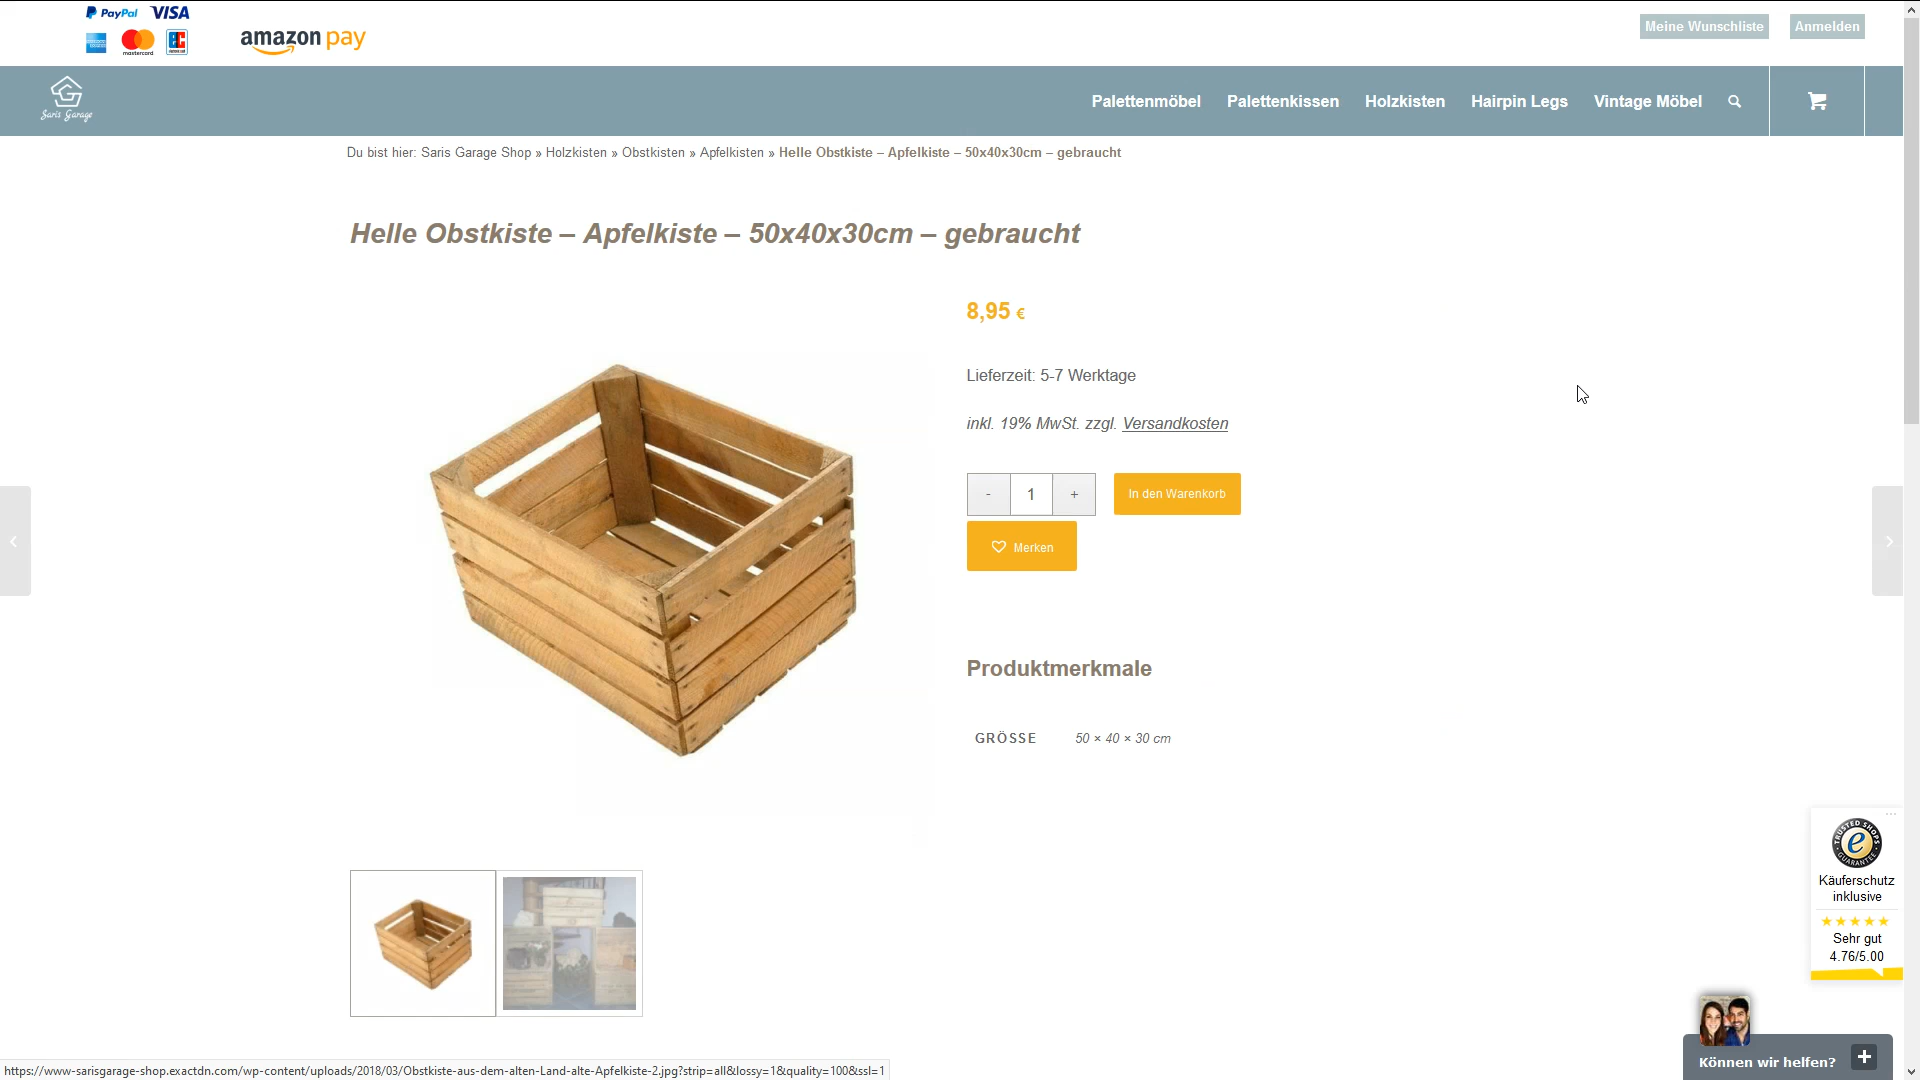 PayPal VISA
mastercard
amazon pay
Meine Wunschliste
Anmelden
Saris Garage
Palettenmöbel
Palettenkissen
Holzkisten
Hairpin Legs
Vintage Möbel
Du bist hier: Saris Garage Shop » Holzkisten » Obstkisten » Apfelkisten » Helle Obstkiste – Apfelkiste – 50x40x30cm – gebraucht
Helle Obstkiste – Apfelkiste – 50x40x30cm – gebraucht
8,95 €
Lieferzeit: 5-7 Werktage
inkl. 19% MwSt. zzgl. Versandkosten
- 1 +
In den Warenkorb
Merken
Produktmerkmale
GRÖSSE 50 × 40 × 30 cm
TRUSTED SHOPS
e
GUARANTEE
Käuferschutz
inklusive
Sehr gut
4.76/5.00
Können wir helfen? +
https://www-sarisgarage-shop.exactdn.com/wp-content/uploads/2018/03/Obstkiste-aus-dem-alten-Land-alte-Apfelkiste-2.jpg?strip=all&lossy=1&quality=100&ssl=1